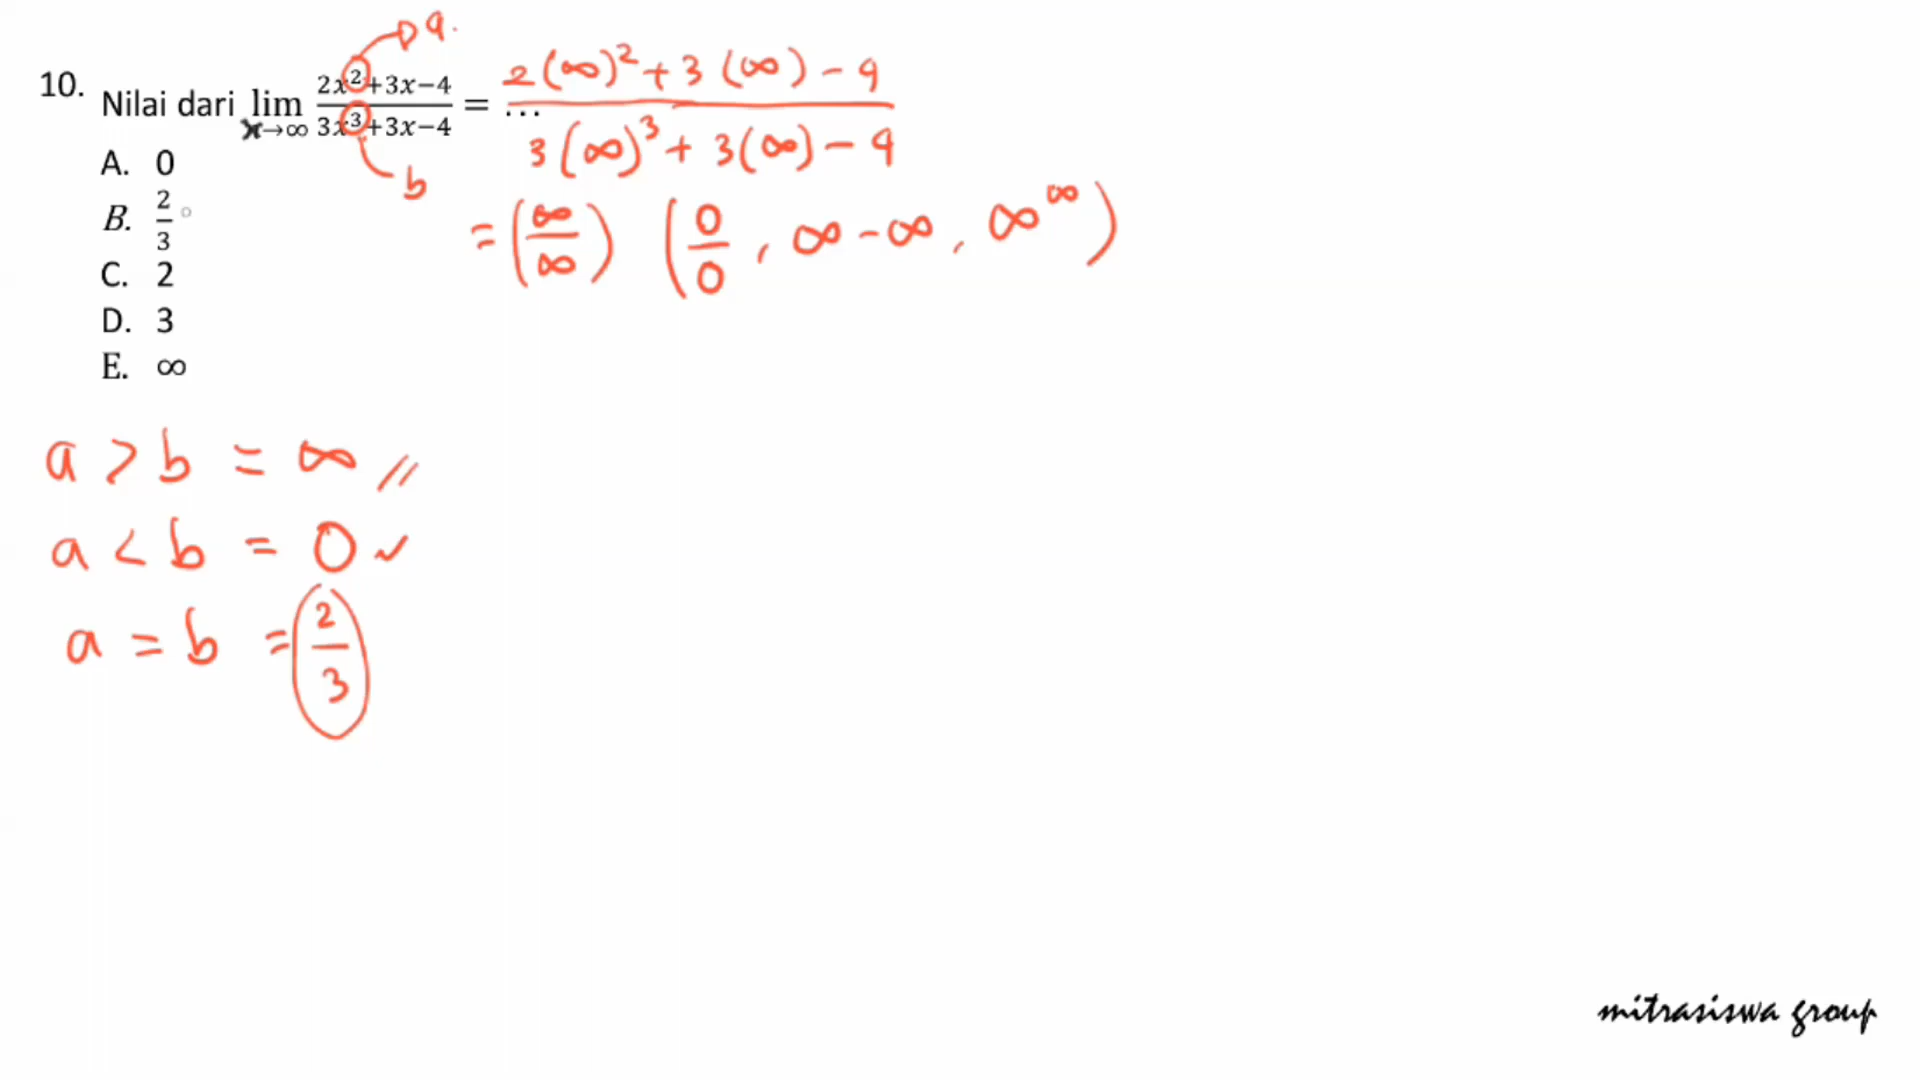 10. Nilai dari lim x→∞ (2x²+3x−4)/(3x³+3x−4) = ...
a.
b
(2(∞)²+3(∞)−4)/(3(∞)³+3(∞)−4)
= (∞/∞) (0/0, ∞−∞, ∞^∞)
A. 0
B. 2/3
C. 2
D. 3
E. ∞
a > b = ∞ //
a < b = 0 ✓
a = b = 2/3
mitrasiswa group